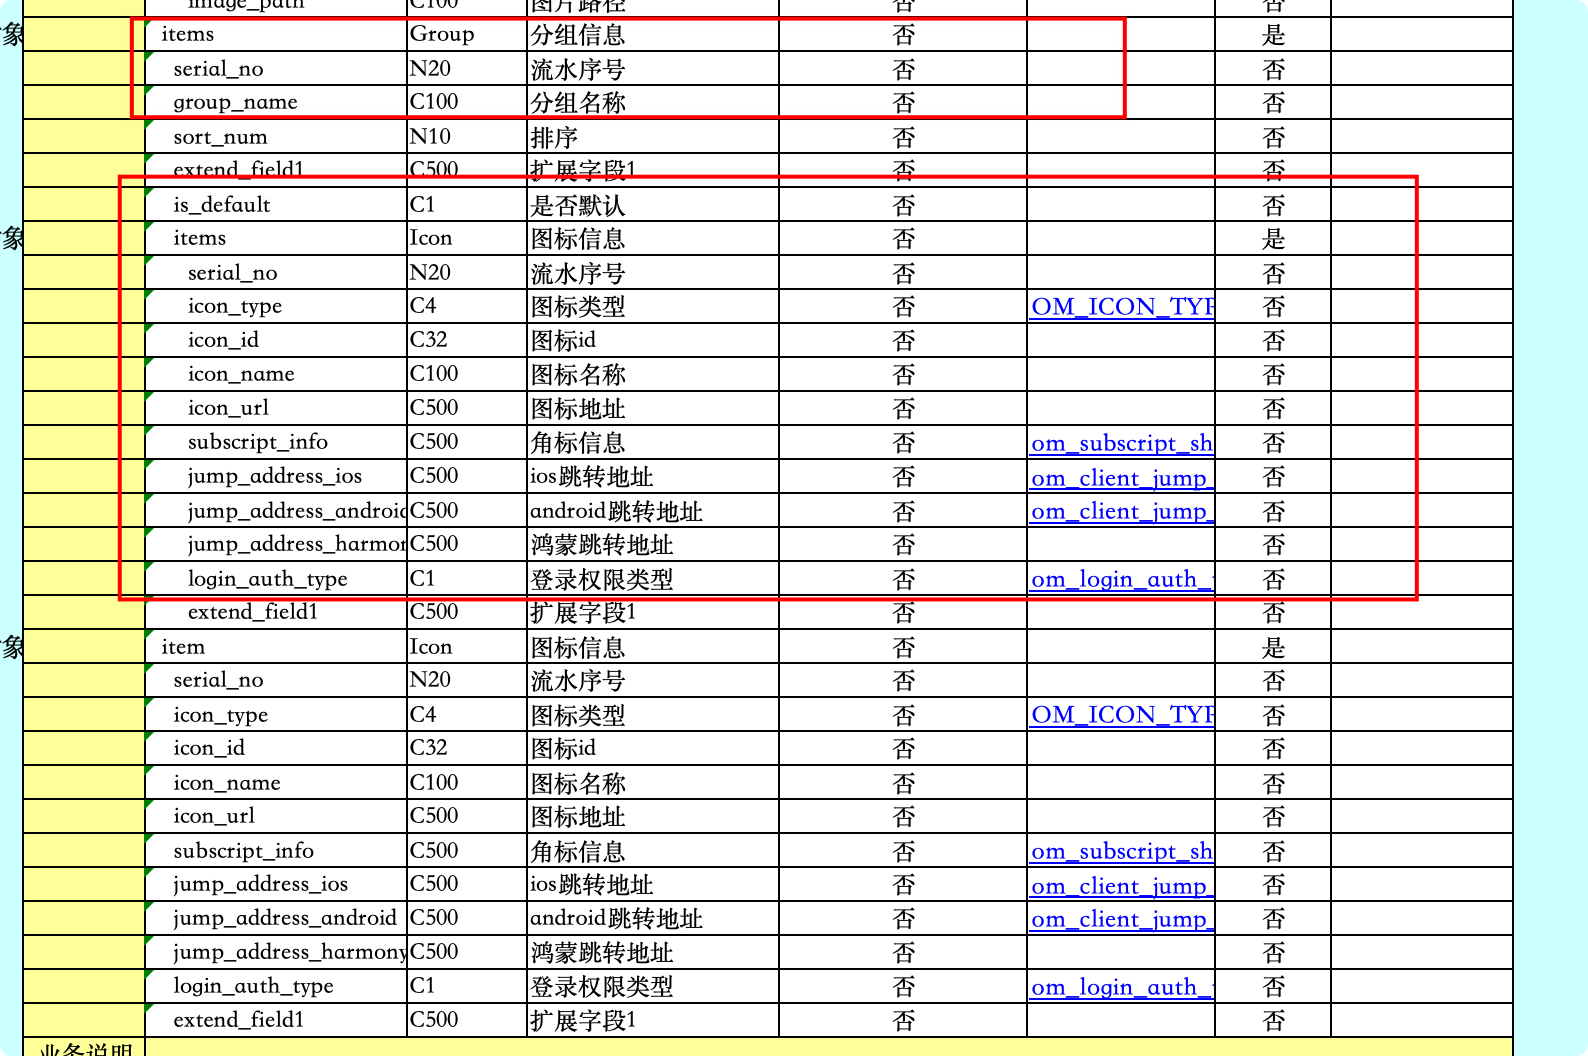 image_path C100 图片路径 否 否
象 items Group 分组信息 否 是
serial_no N20 流水序号 否 否
group_name C100 分组名称 否 否
sort_num N10 排序 否 否
extend_field1 C500 扩展字段1 否 否
is_default C1 是否默认 否 否
象 items Icon 图标信息 否 是
serial_no N20 流水序号 否 否
icon_type C4 图标类型 否 OM_ICON_TYP 否
icon_id C32 图标id 否 否
icon_name C100 图标名称 否 否
icon_url C500 图标地址 否 否
subscript_info C500 角标信息 否 om_subscript_sh 否
jump_address_ios C500 ios跳转地址 否 om_client_jump_ 否
jump_address_android C500 android跳转地址 否 om_client_jump_ 否
jump_address_harmor C500 鸿蒙跳转地址 否 否
login_auth_type C1 登录权限类型 否 om_login_auth_ 否
extend_field1 C500 扩展字段1 否 否
象 item Icon 图标信息 否 是
serial_no N20 流水序号 否 否
icon_type C4 图标类型 否 OM_ICON_TYP 否
icon_id C32 图标id 否 否
icon_name C100 图标名称 否 否
icon_url C500 图标地址 否 否
subscript_info C500 角标信息 否 om_subscript_sh 否
jump_address_ios C500 ios跳转地址 否 om_client_jump_ 否
jump_address_android C500 android跳转地址 否 om_client_jump_ 否
jump_address_harmony C500 鸿蒙跳转地址 否 否
login_auth_type C1 登录权限类型 否 om_login_auth_ 否
extend_field1 C500 扩展字段1 否 否
业务说明